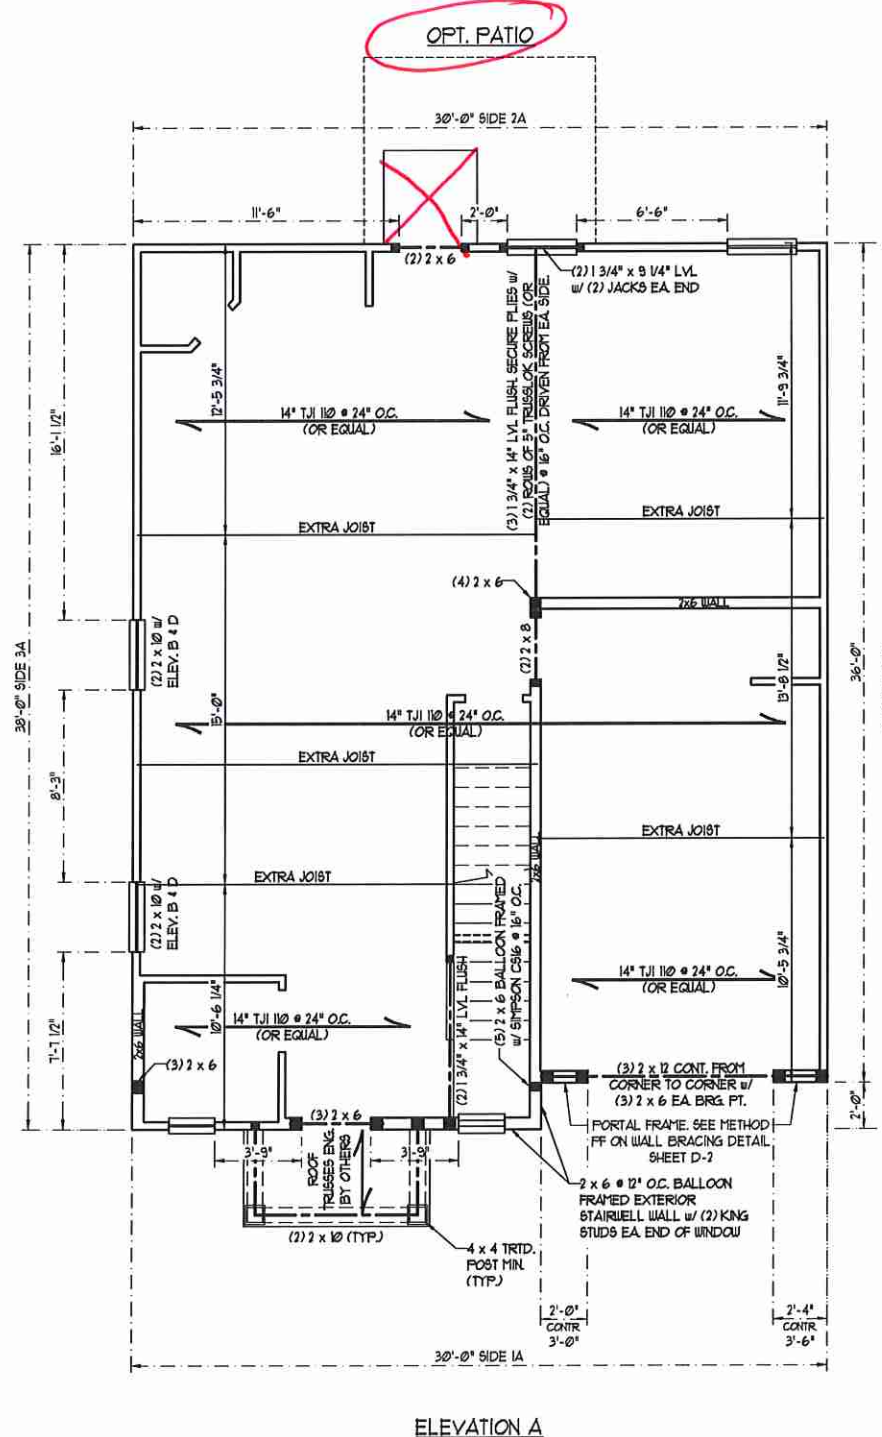 OPT. PATIO
30'-0" SIDE 2A
11'-6"
2'-0"
6'-6"
(2) 2 x 6
(2) 1 3/4" x 9 1/4" LVL
w/ (2) JACKS EA. END
(3) 1 3/4" x 14" LVL FLUSH. SECURE PLIES w/
(2) ROWS OF 5" TRUSSLOK SCREWS (OR
EQUAL) @ 16" O.C. DRIVEN FROM EA. SIDE.
12'-5 3/4"
11'-9 3/4"
16'-1 1/2"
14" TJI 110 @ 24" O.C.
(OR EQUAL)
14" TJI 110 @ 24" O.C.
(OR EQUAL)
EXTRA JOIST
EXTRA JOIST
(4) 2 x 6
2x6 WALL
(2) 2 x 8
(2) 2 x 10 w/
ELEV. B & D
38'-0" SIDE 3A
36'-0"
15'-0"
13'-8 1/2"
14" TJI 110 @ 24" O.C.
(OR EQUAL)
EXTRA JOIST
8'-3"
EXTRA JOIST
2x6 WALL
EXTRA JOIST
(2) 2 x 10 w/
ELEV. B & D
(5) 2 x 6 BALLOON FRAMED
w/ SIMPSON CS16 @ 16" O.C.
(2) 1 3/4" x 14" LVL FLUSH
14" TJI 110 @ 24" O.C.
(OR EQUAL)
10'-5 3/4"
10'-6 1/4"
14" TJI 110 @ 24" O.C.
(OR EQUAL)
7'-7 1/2"
2x6 WALL
(3) 2 x 6
(3) 2 x 12 CONT. FROM
CORNER TO CORNER w/
(3) 2 x 6 EA. BRG. PT.
2'-0"
(3) 2 x 6
PORTAL FRAME. SEE METHOD
PF ON WALL BRACING DETAIL
SHEET D-2
3'-9"
3'-9"
ROOF
TRUSSES ENG.
BY OTHERS
2 x 6 @ 12" O.C. BALLOON
FRAMED EXTERIOR
STAIRWELL WALL w/ (2) KING
STUDS EA. END OF WINDOW
(2) 2 x 10 (TYP.)
4 x 4 TRTD.
POST MIN.
(TYP.)
2'-0"
CONTR
3'-0"
2'-4"
CONTR
3'-6"
30'-0" SIDE 1A
ELEVATION A